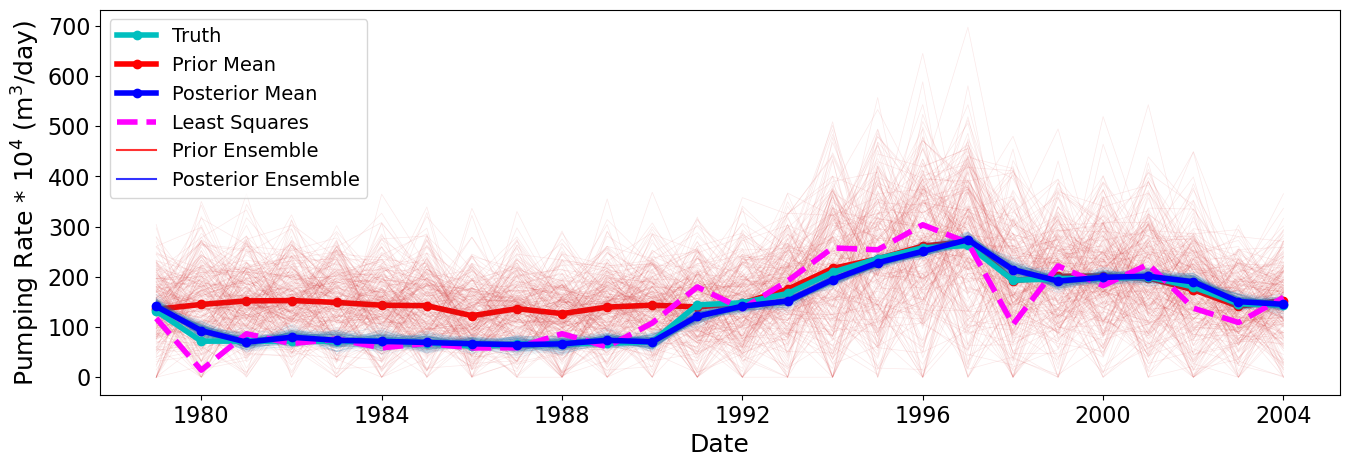 Pumping Rate * 10⁴ (m³/day)
700
600
500
400
300
200
100
0
Truth
Prior Mean
Posterior Mean
Least Squares
Prior Ensemble
Posterior Ensemble
1980 1984 1988 1992 1996 2000 2004
Date